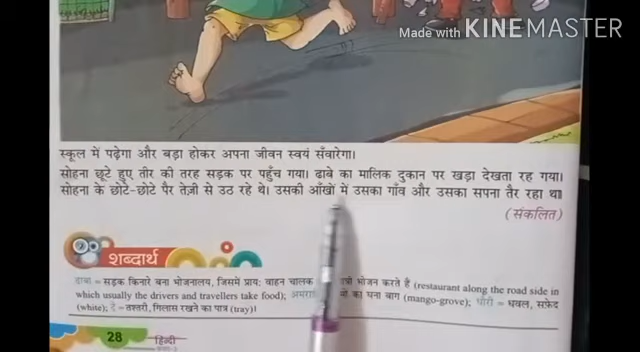 Made with KINEMASTER
स्कूल में पढ़ेगा और बड़ा होकर अपना जीवन स्वयं सँवारेगा।
सोहना छूटे हुए तीर की तरह सड़क पर पहुँच गया। ढाबे का मालिक दुकान पर खड़ा देखता रह गया।
सोहना के छोटे-छोटे पैर तेज़ी से उठ रहे थे। उसकी आँखों में उसका गाँव और उसका सपना तैर रहा था।
(संकलित)
शब्दार्थ
ढाबा = सड़क किनारे बना भोजनालय, जिसमें प्राय: वाहन चालक भोजन करते हैं (restaurant along the road side in
which usually the drivers and travellers take food); का घना बाग (mango-grove); धौरी = धवल, सफ़ेद
(white); ट्रे = तश्तरी, गिलास रखने का पात्र (tray)।
28 हिन्दी